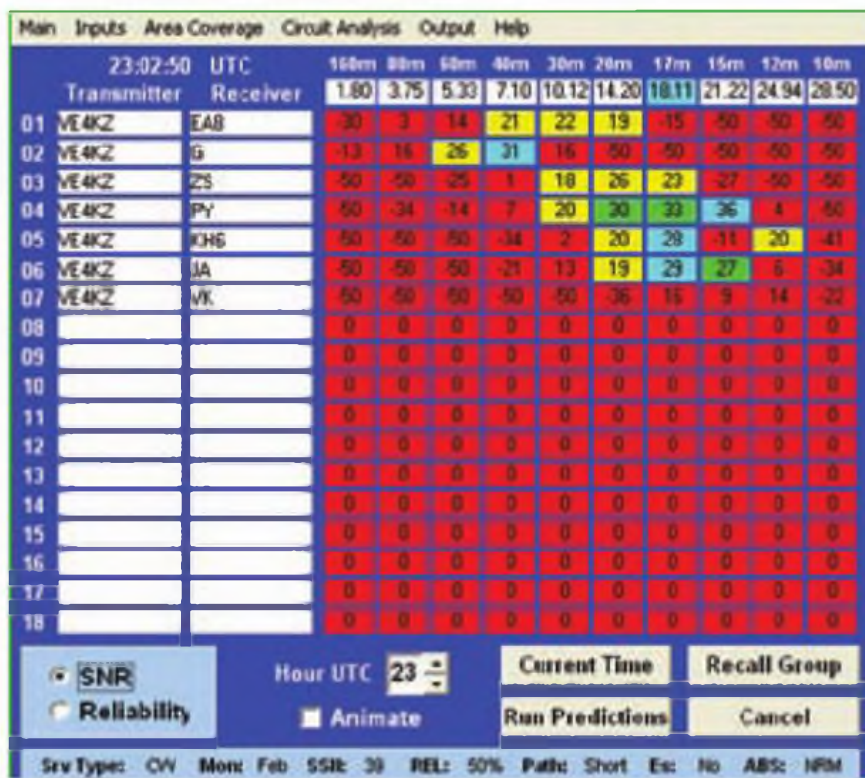 Main Inputs Area Coverage Circuit Analysis Output Help
23:02:50 UTC 160m 80m 60m 40m 30m 20m 17m 15m 12m 10m
Transmitter Receiver 1.80 3.75 5.33 7.10 10.12 14.20 18.11 21.22 24.94 28.50
01 VE4KZ EA8 -30 3 14 21 22 19 -15 -50 -50 -50
02 VE4KZ G -13 16 26 31 16 -50 -50 -50 -50 -50
03 VE4KZ ZS -50 -50 -25 1 18 26 23 -27 -50 -50
04 VE4KZ PY -50 -34 -14 7 20 30 33 36 4 -50
05 VE4KZ KH6 -50 -50 -50 -34 2 20 28 -11 20 -41
06 VE4KZ JA -50 -50 -50 -21 13 19 29 27 6 -34
07 VE4KZ VK -50 -50 -50 -50 -50 -36 16 9 14 -22
08 0 0 0 0 0 0 0 0 0 0
09 0 0 0 0 0 0 0 0 0 0
10 0 0 0 0 0 0 0 0 0 0
11 0 0 0 0 0 0 0 0 0 0
12 0 0 0 0 0 0 0 0 0 0
13 0 0 0 0 0 0 0 0 0 0
14 0 0 0 0 0 0 0 0 0 0
15 0 0 0 0 0 0 0 0 0 0
16 0 0 0 0 0 0 0 0 0 0
17 0 0 0 0 0 0 0 0 0 0
18 0 0 0 0 0 0 0 0 0 0
SNR Hour UTC 23 Current Time Recall Group
Reliability Animate Run Predictions Cancel
Srv Type: CW Mon: Feb SSN: 39 REL: 50% Path: Short Es: No ABS: NRM